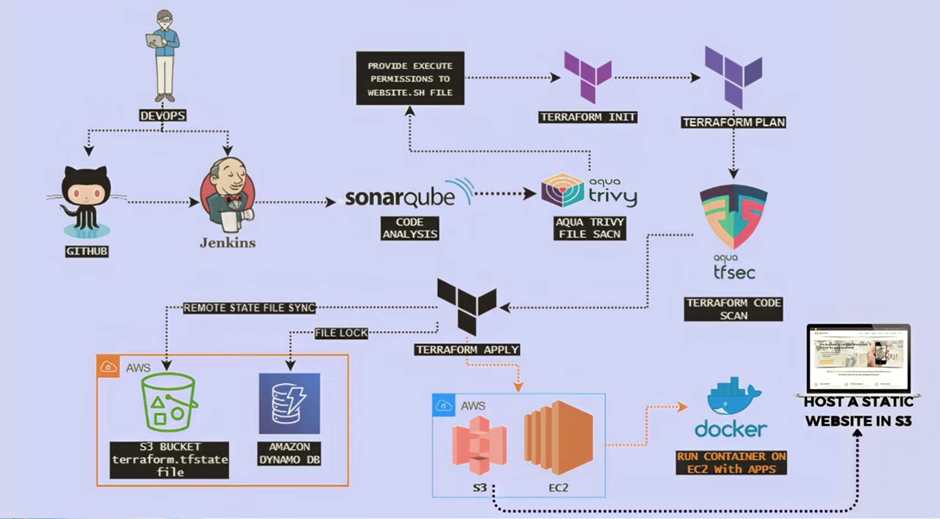 DEVOPS
PROVIDE EXECUTE
PERMISSIONS TO
WEBSITE.SH FILE
TERRAFORM INIT
TERRAFORM PLAN
GITHUB
Jenkins
sonarqube
CODE
ANALYSIS
aqua
trivy
AQUA TRIVY
FILE SACN
aqua
tfsec
TERRAFORM CODE
SCAN
REMOTE STATE FILE SYNC
FILE LOCK
TERRAFORM APPLY
AWS
S3 BUCKET
terraform.tfstate
file
AMAZON
DYNAMO DB
AWS
S3
EC2
docker
RUN CONTAINER ON
EC2 With APPS
HOST A STATIC
WEBSITE IN S3